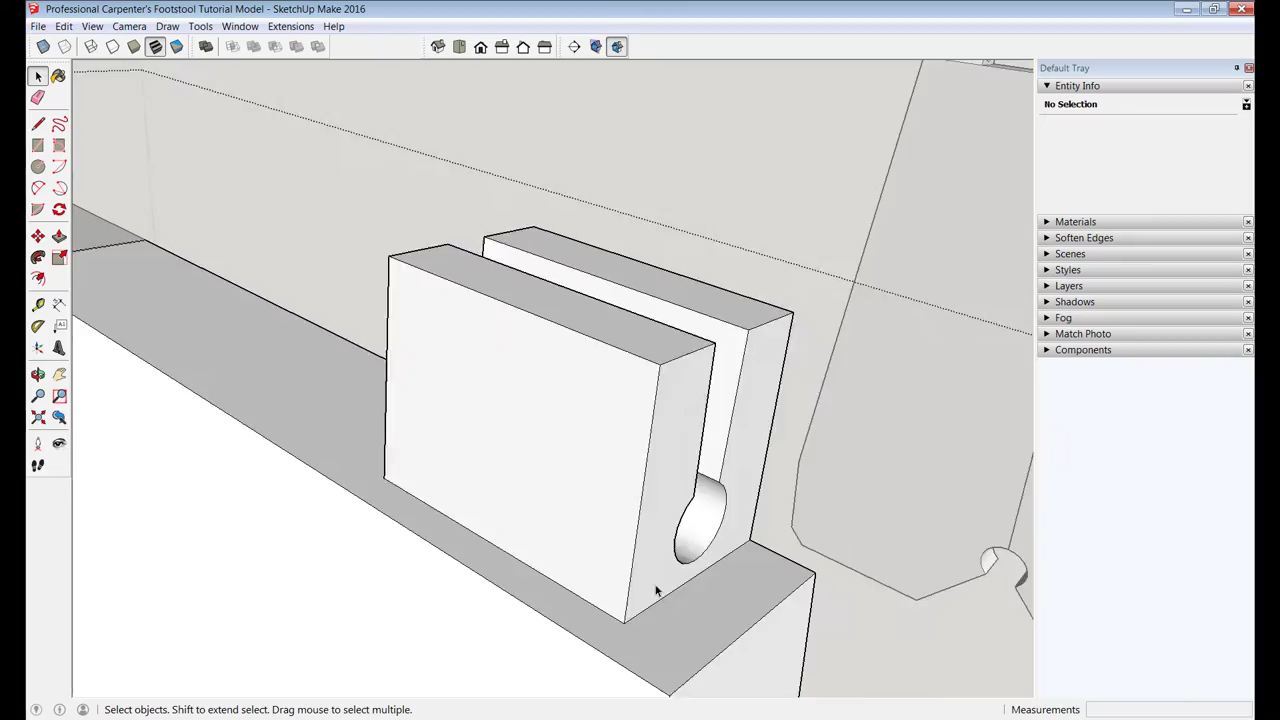 Professional Carpenter's Footstool Tutorial Model - SketchUp Make 2016
File Edit View Camera Draw Tools Window Extensions Help
Default Tray
Entity Info
No Selection
Materials
Soften Edges
Scenes
Styles
Layers
Shadows
Fog
Match Photo
Components
Select objects. Shift to extend select. Drag mouse to select multiple.
Measurements